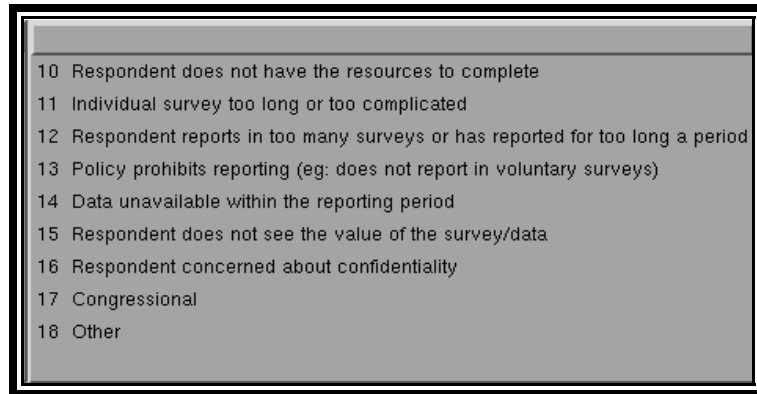 10 Respondent does not have the resources to complete
11 Individual survey too long or too complicated
12 Respondent reports in too many surveys or has reported for too long a period
13 Policy prohibits reporting (eg: does not report in voluntary surveys)
14 Data unavailable within the reporting period
15 Respondent does not see the value of the survey/data
16 Respondent concerned about confidentiality
17 Congressional
18 Other